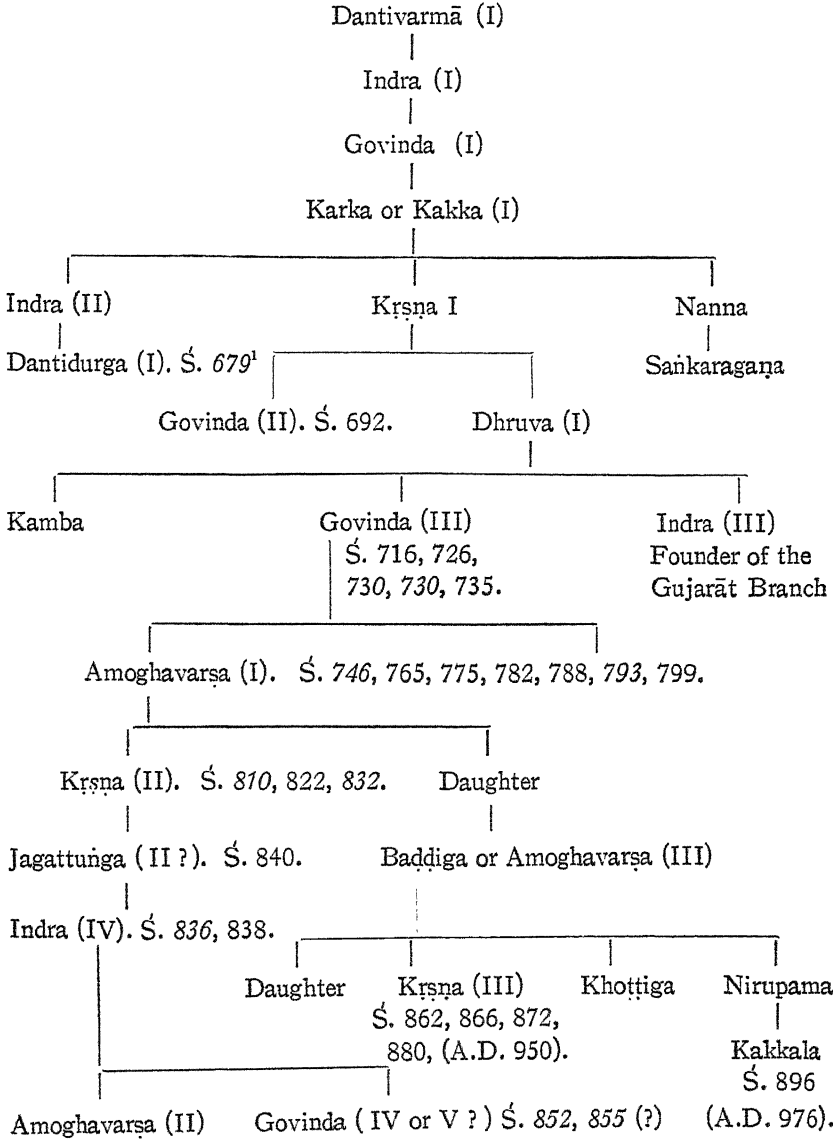 Dantivarmā (I)
Indra (I)
Govinda (I)
Karka or Kakka (I)
Indra (II) Kṛṣṇa I Nanna
Dantidurga (I). Ś. 679¹ Saṅkaragaṇa
Govinda (II). Ś. 692. Dhruva (I)
Kamba Govinda (III) Indra (III)
Ś. 716, 726, Founder of the
730, 730, 735. Gujarāt Branch
Amoghavarṣa (I). Ś. 746, 765, 775, 782, 788, 793, 799.
Kṛṣṇa (II). Ś. 810, 822, 832. Daughter
Jagattuṅga (II ?). Ś. 840. Baḍḍiga or Amoghavarṣa (III)
Indra (IV). Ś. 836, 838.
Daughter Kṛṣṇa (III) Khoṭṭiga Nirupama
Ś. 862, 866, 872,
880, (A.D. 950). Kakkala
Ś. 896
Amoghavarṣa (II) Govinda ( IV or V ? ) Ś. 852, 855 (?) (A.D. 976).